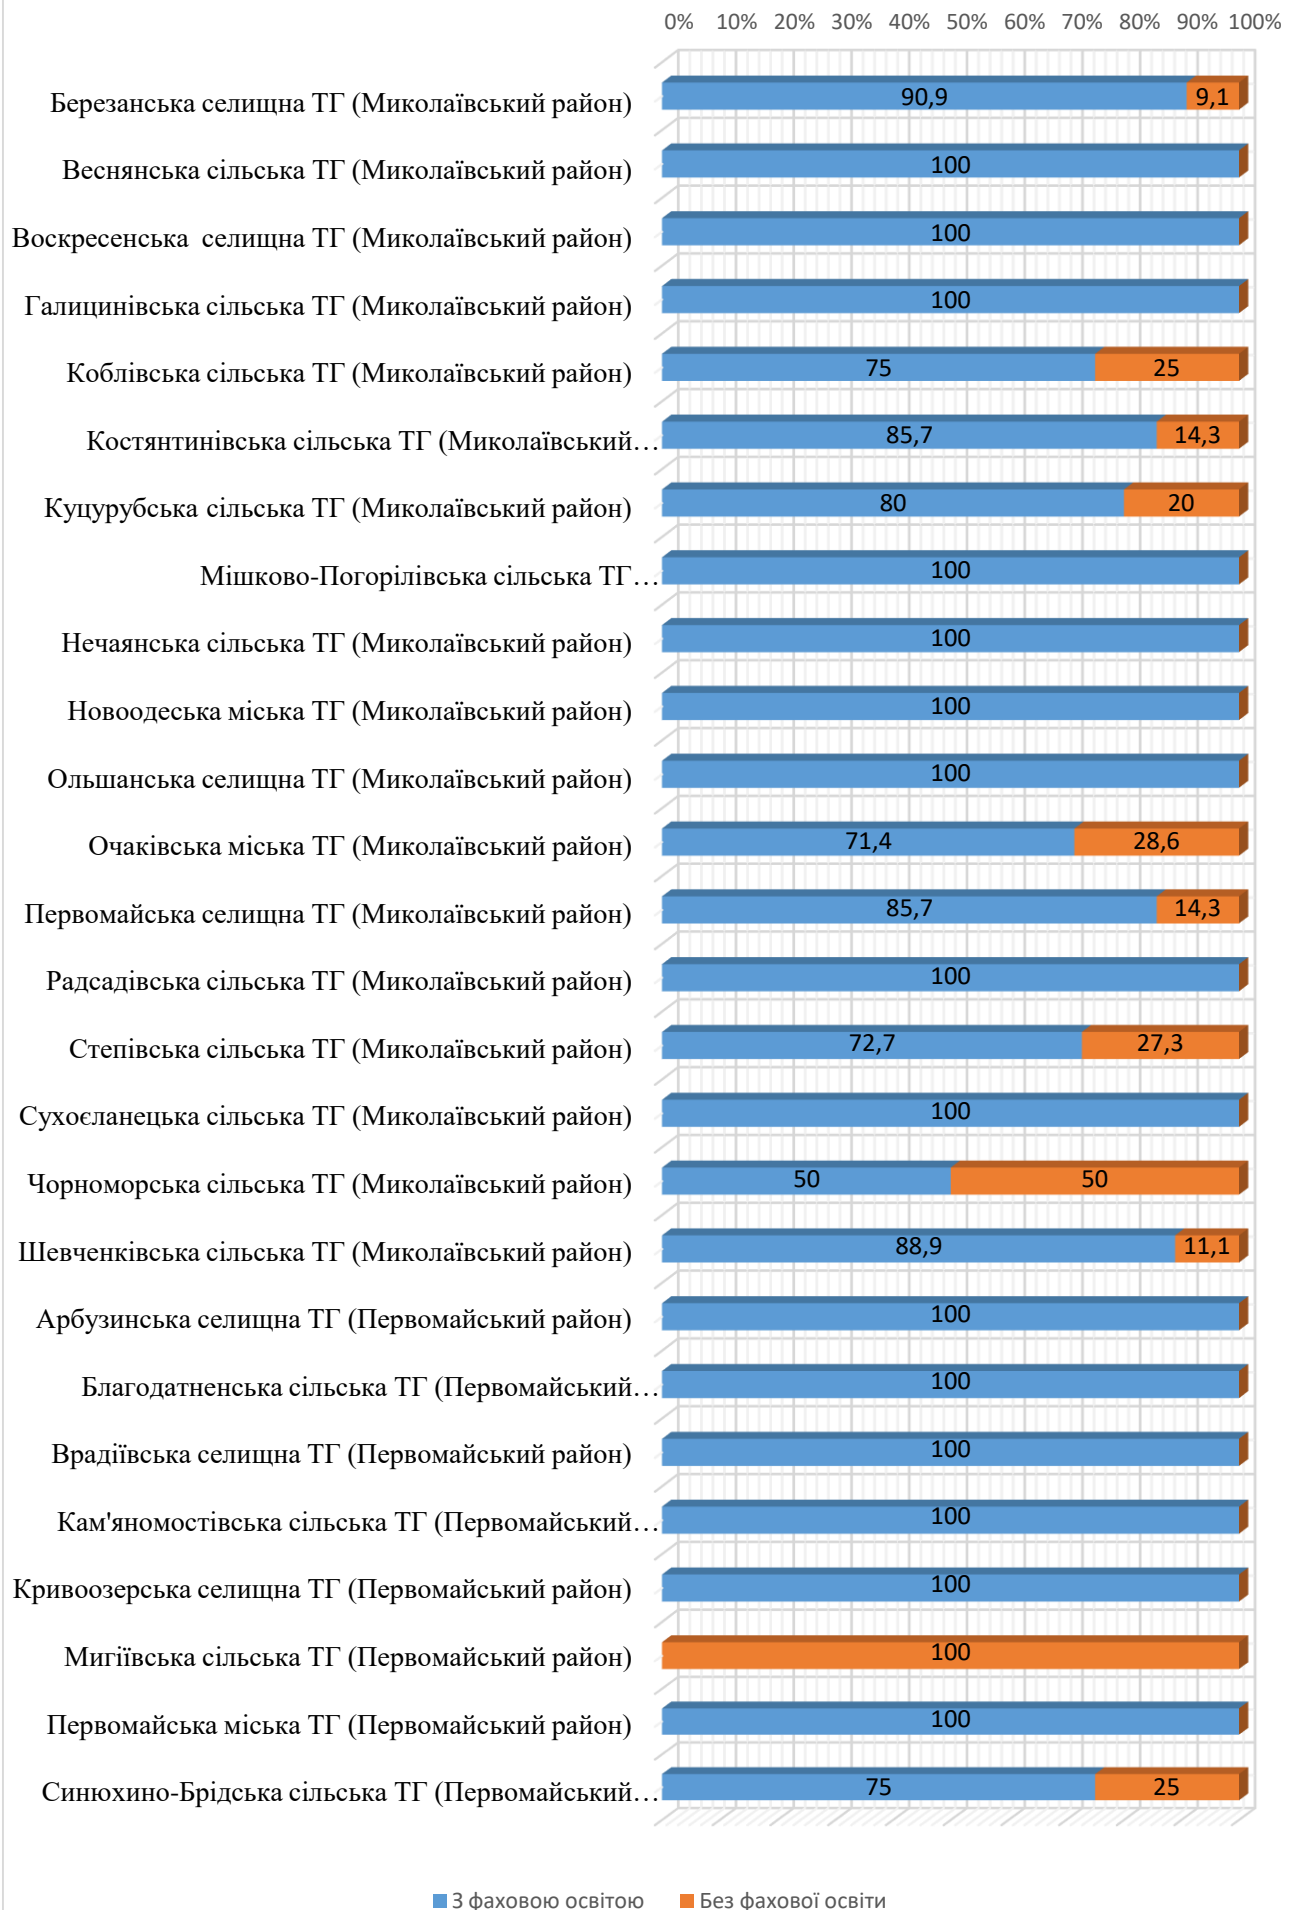 0% 10% 20% 30% 40% 50% 60% 70% 80% 90% 100%
Березанська селищна ТГ (Миколаївський район) 90,9 9,1
Веснянська сільська ТГ (Миколаївський район) 100
Воскресенська селищна ТГ (Миколаївський район) 100
Галицинівська сільська ТГ (Миколаївський район) 100
Коблівська сільська ТГ (Миколаївський район) 75 25
Костянтинівська сільська ТГ (Миколаївський… 85,7 14,3
Куцурубська сільська ТГ (Миколаївський район) 80 20
Мішково-Погорілівська сільська ТГ… 100
Нечаянська сільська ТГ (Миколаївський район) 100
Новоодеська міська ТГ (Миколаївський район) 100
Ольшанська селищна ТГ (Миколаївський район) 100
Очаківська міська ТГ (Миколаївський район) 71,4 28,6
Первомайська селищна ТГ (Миколаївський район) 85,7 14,3
Радсадівська сільська ТГ (Миколаївський район) 100
Степівська сільська ТГ (Миколаївський район) 72,7 27,3
Сухоєланецька сільська ТГ (Миколаївський район) 100
Чорноморська сільська ТГ (Миколаївський район) 50 50
Шевченківська сільська ТГ (Миколаївський район) 88,9 11,1
Арбузинська селищна ТГ (Первомайський район) 100
Благодатненська сільська ТГ (Первомайський… 100
Врадіївська селищна ТГ (Первомайський район) 100
Кам'яномостівська сільська ТГ (Первомайський… 100
Кривоозерська селищна ТГ (Первомайський район) 100
Мигіївська сільська ТГ (Первомайський район) 100
Первомайська міська ТГ (Первомайський район) 100
Синюхино-Брідська сільська ТГ (Первомайський… 75 25
З фаховою освітою Без фахової освіти